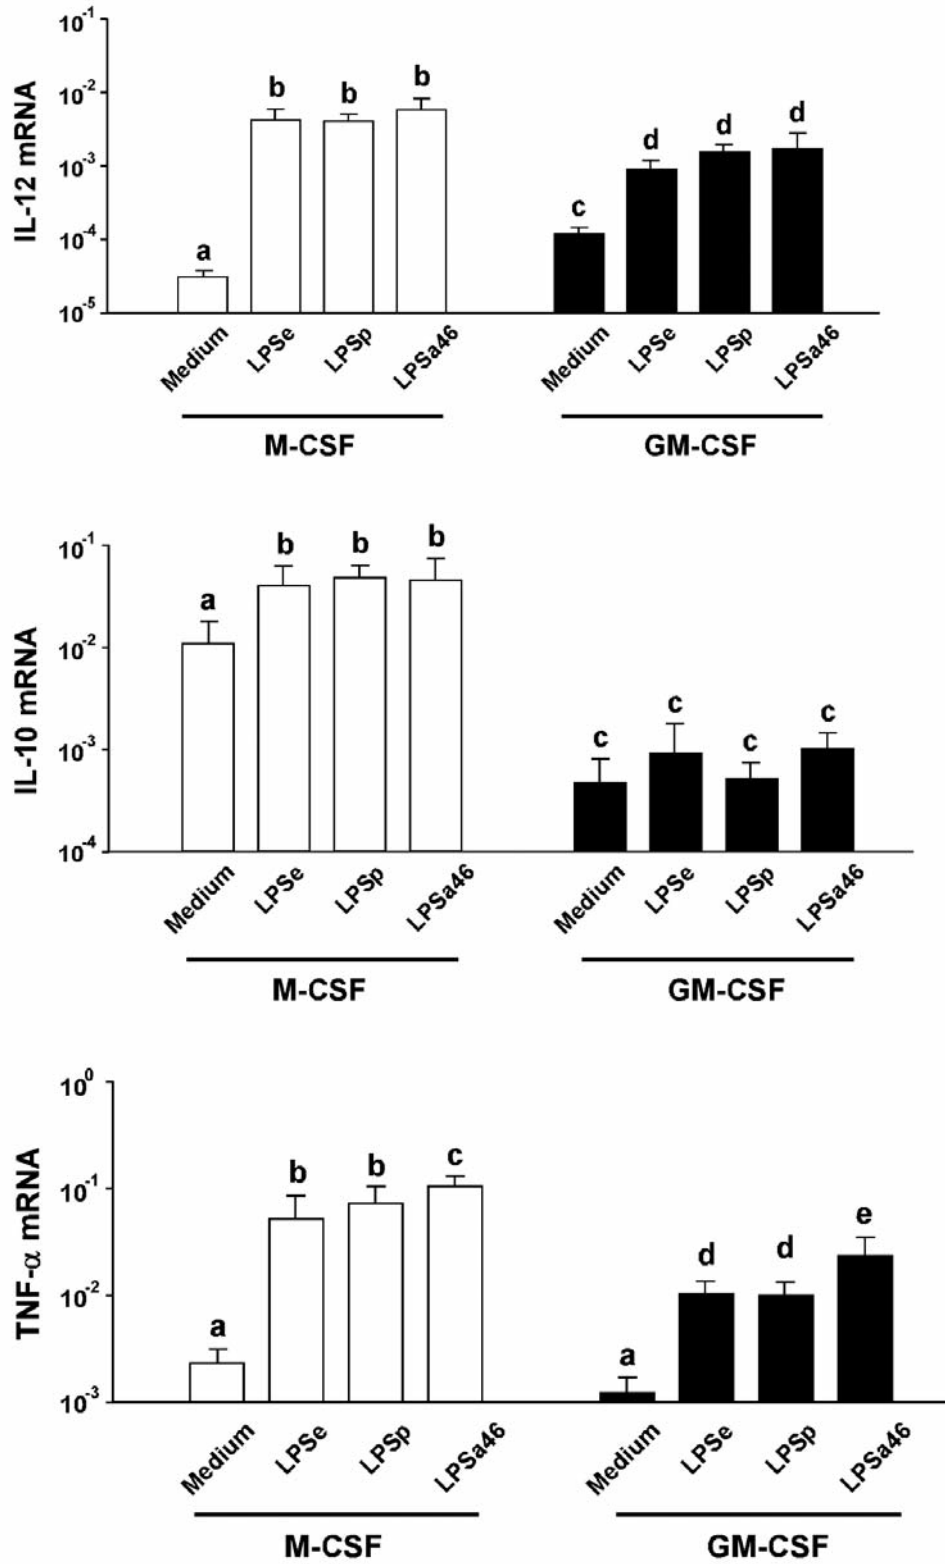 IL-12 mRNA
10-1
10-2
10-3
10-4
10-5
a b b b c d d d
Medium LPSe LPSp LPSa46 Medium LPSe LPSp LPSa46
M-CSF GM-CSF
IL-10 mRNA
10-1
10-2
10-3
10-4
a b b b c c c c
Medium LPSe LPSp LPSa46 Medium LPSe LPSp LPSa46
M-CSF GM-CSF
TNF-α mRNA
100
10-1
10-2
10-3
a b b c a d d e
Medium LPSe LPSp LPSa46 Medium LPSe LPSp LPSa46
M-CSF GM-CSF